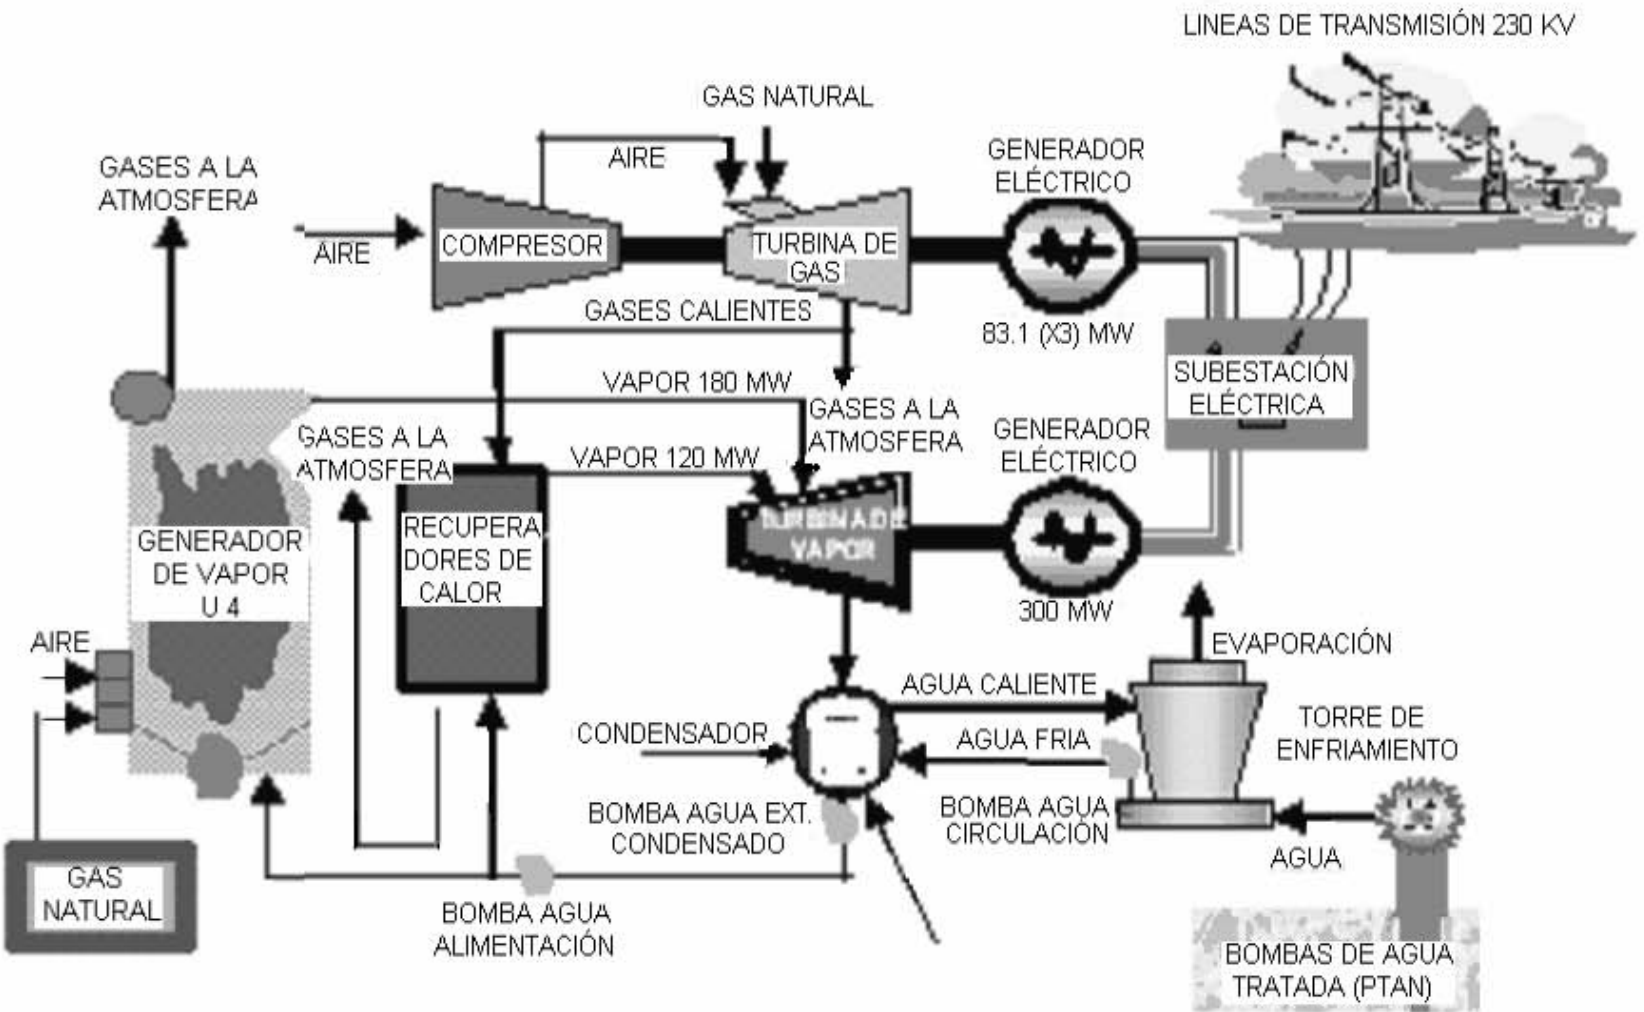 LINEAS DE TRANSMISIÓN 230 KV
GAS NATURAL
GASES A LA
ATMOSFERA
AIRE
GENERADOR
ELÉCTRICO
AIRE
COMPRESOR
TURBINA DE
GAS
GASES CALIENTES
83.1 (X3) MW
SUBESTACIÓN
ELÉCTRICA
VAPOR 180 MW
GASES A LA
ATMOSFERA
GASES A LA
ATMOSFERA
GENERADOR
ELÉCTRICO
VAPOR 120 MW
RECUPERA
DORES DE
CALOR
TURBINA DE
VAPOR
GENERADOR
DE VAPOR
U 4
300 MW
AIRE
EVAPORACIÓN
AGUA CALIENTE
TORRE DE
ENFRIAMIENTO
CONDENSADOR
AGUA FRIA
BOMBA AGUA EXT.
CONDENSADO
BOMBA AGUA
CIRCULACIÓN
AGUA
GAS
NATURAL
BOMBA AGUA
ALIMENTACIÓN
BOMBAS DE AGUA
TRATADA (PTAN)